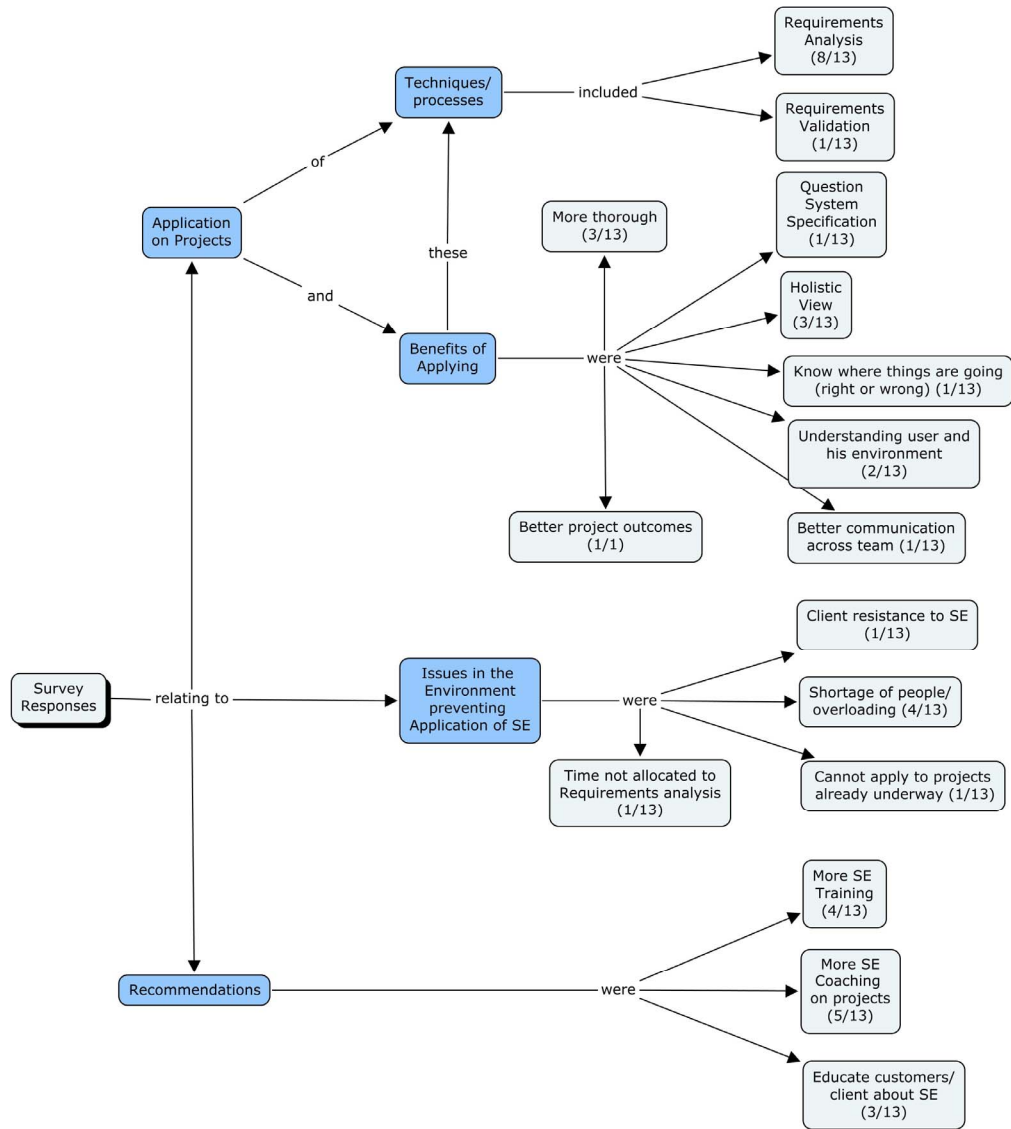 Requirements
Analysis
(8/13)
Techniques/
processes
included
Requirements
Validation
(1/13)
of
Application
on Projects
and
these
Benefits of
Applying
were
More thorough
(3/13)
Question
System
Specification
(1/13)
Holistic
View
(3/13)
Know where things are going
(right or wrong) (1/13)
Understanding user and
his environment
(2/13)
Better project outcomes
(1/1)
Better communication
across team (1/13)
Survey
Responses
relating to
Issues in the
Environment
preventing
Application of SE
were
Client resistance to SE
(1/13)
Shortage of people/
overloading (4/13)
Time not allocated to
Requirements analysis
(1/13)
Cannot apply to projects
already underway (1/13)
Recommendations
were
More SE
Training
(4/13)
More SE
Coaching
on projects
(5/13)
Educate customers/
client about SE
(3/13)